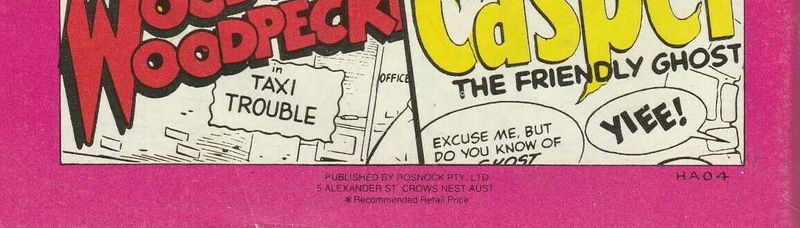 WOODPECK
in
TAXI
TROUBLE
OFFICE
Casper
THE FRIENDLY GHOST
EXCUSE ME, BUT
DO YOU KNOW OF
GHOST
YIEE!
PUBLISHED BY ROSNOCK PTY. LTD
5 ALEXANDER ST CROWS NEST AUST
*Recommended Retail Price
HA04